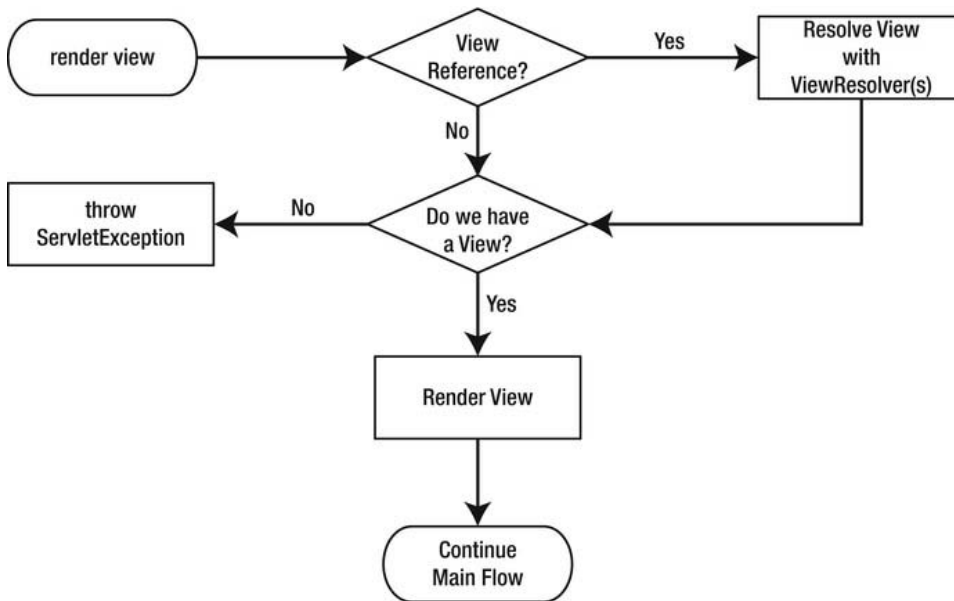 render view
View
Reference?
Yes
Resolve View
with
ViewResolver(s)
No
throw
ServletException
No
Do we have
a View?
Yes
Render View
Continue
Main Flow